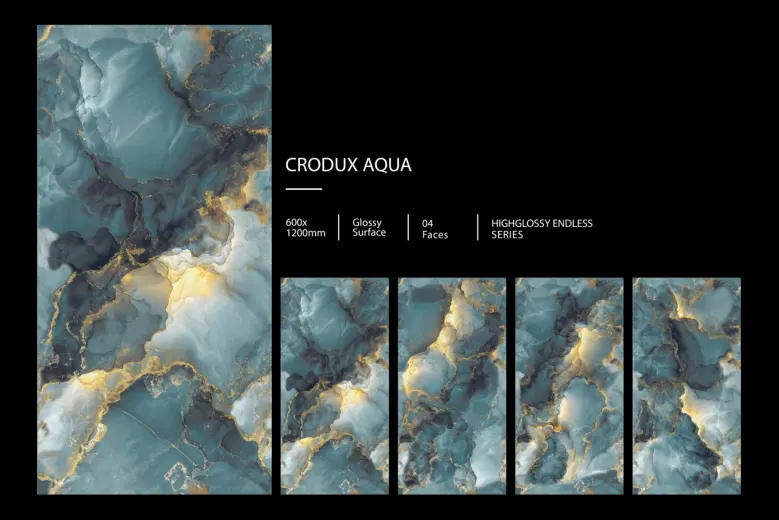 CRODUX AQUA
600x
1200mm
Glossy
Surface
04
Faces
HIGHGLOSSY ENDLESS
SERIES